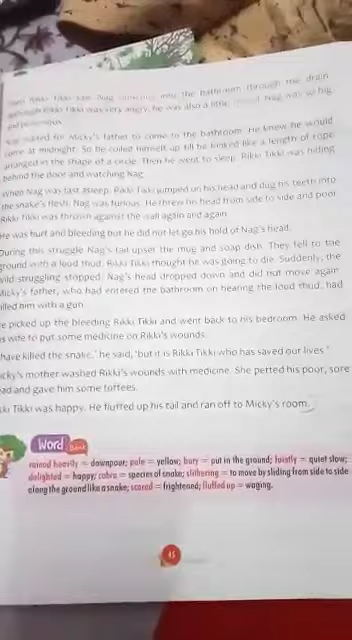 Rikki Tikki saw Nag into the bathroom through the drain
Rikki Tikki was very angry, he was also a little Nag was so big
and poisonous.
Nag waited for Micky's father to come to the bathroom. He knew he would
come at midnight. So he coiled himself up till he looked like a length of rope
arranged in the shape of a circle. Then he went to sleep. Rikki Tikki was hiding
behind the door and watching Nag.
When Nag was fast asleep, Rikki Tikki jumped on his head and dug his teeth into
the snake's flesh. Nag was furious. He threw his head from side to side and poor
Rikki Tikki was thrown against the wall again and again.
He was hurt and bleeding but he did not let go his hold of Nag's head.
During this struggle Nag's tail upset the mug and soap dish. They fell to the
ground with a loud thud. Rikki Tikki thought he was going to die. Suddenly, the
wild struggling stopped. Nag's head dropped down and did not move again
Micky's father, who had entered the bathroom on hearing the loud thud, had
killed him with a gun.
e picked up the bleeding Rikki Tikki and went back to his bedroom. He asked
is wife to put some medicine on Rikki's wounds.
have killed the snake,' he said, 'but it is Rikki Tikki who has saved our lives.'
icky's mother washed Rikki's wounds with medicine. She petted his poor, sore
ead and gave him some toffees.
kki Tikki was happy. He fluffed up his tail and ran off to Micky's room.
Word Bank
rained heavily = downpour; pale = yellow; bury = put in the ground; faintly = quiet slow;
delighted = happy; cobra = species of snake; slithering = to move by sliding from side to side
along the ground like a snake; scared = frightened; fluffed up = waging.
45